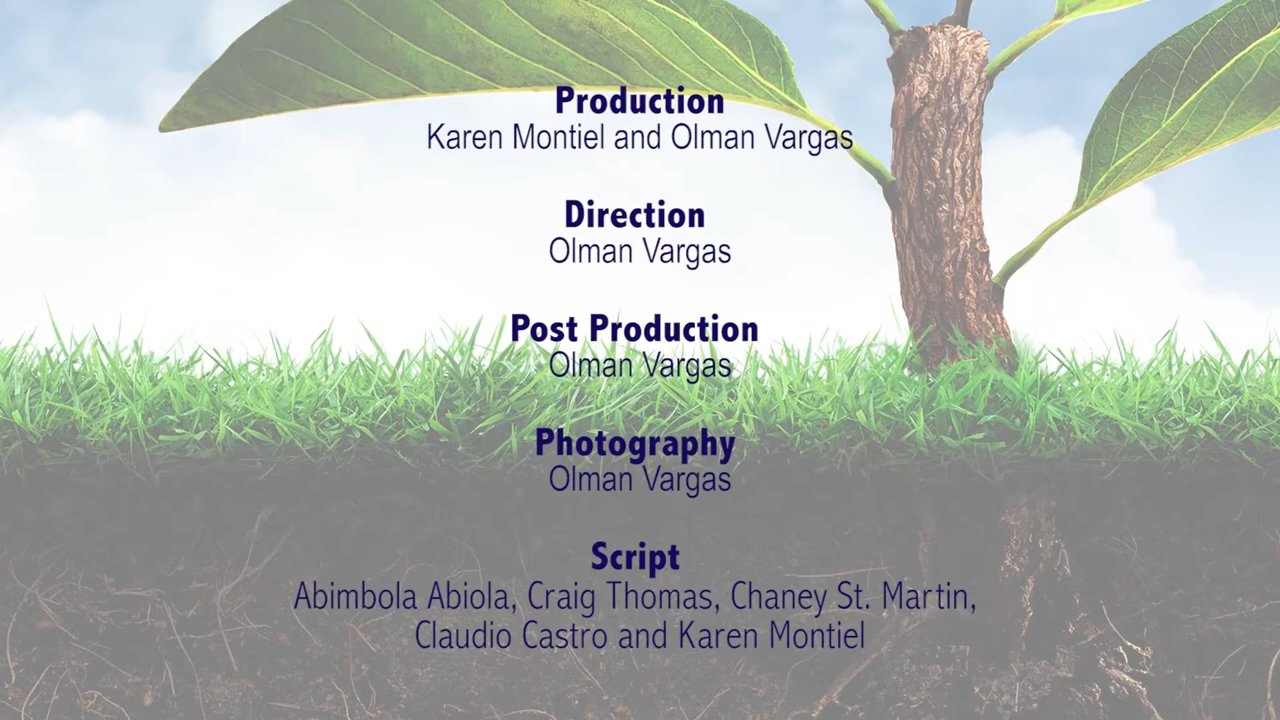 Production
Karen Montiel and Olman Vargas
Direction
Olman Vargas
Post Production
Olman Vargas
Photography
Olman Vargas
Script
Abimbola Abiola, Craig Thomas, Chaney St. Martin,
Claudio Castro and Karen Montiel